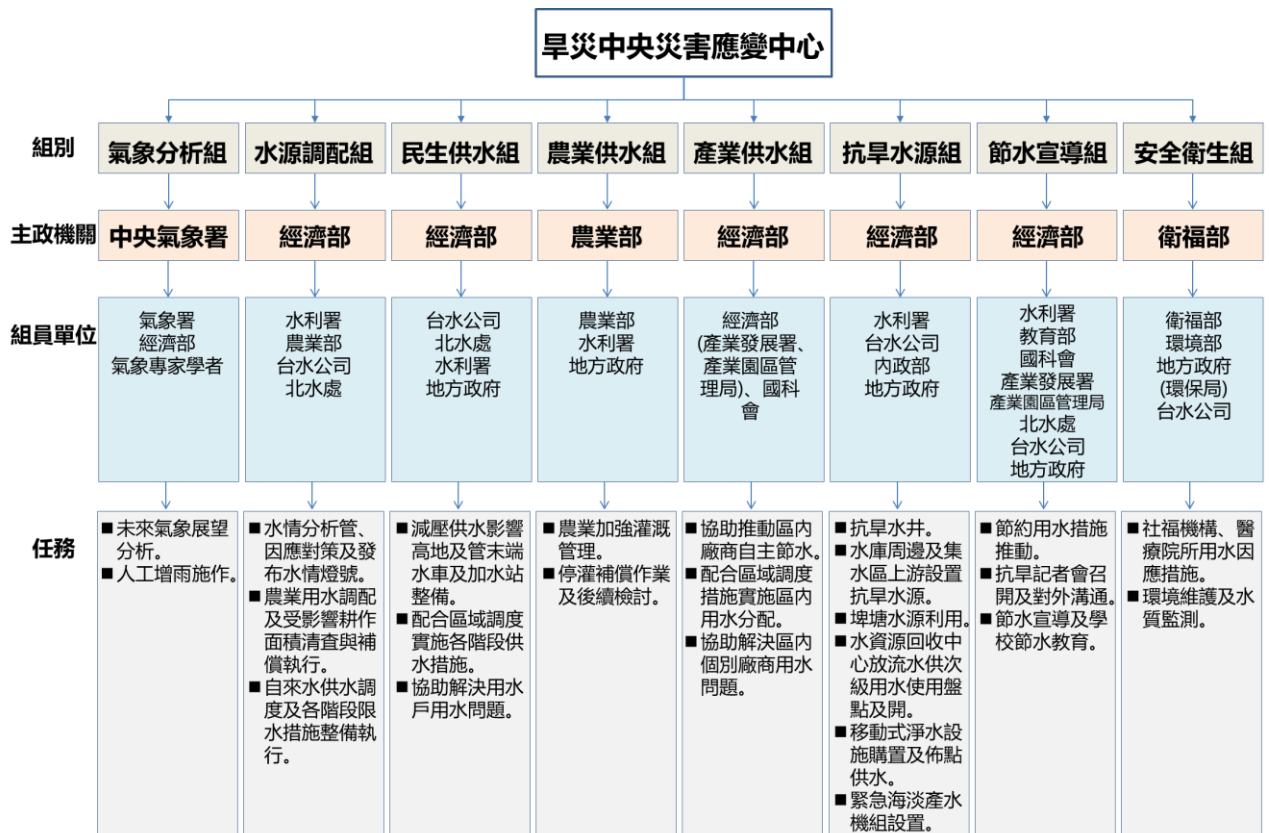 旱災中央災害應變中心
組別
氣象分析組
水源調配組
民生供水組
農業供水組
產業供水組
抗旱水源組
節水宣導組
安全衛生組
主政機關
中央氣象署
經濟部
經濟部
農業部
經濟部
經濟部
經濟部
衛福部
組員單位
氣象署
經濟部
氣象專家學者
水利署
農業部
台水公司
北水處
台水公司
北水處
水利署
地方政府
農業部
水利署
地方政府
經濟部
(產業發展署、
產業園區管
理局)、國科
會
水利署
台水公司
內政部
地方政府
水利署
教育部
國科會
產業發展署
產業園區管理局
北水處
台水公司
地方政府
衛福部
環境部
地方政府
(環保局)
台水公司
任務
■ 未來氣象展望
分析。
■ 人工增雨施作。
■ 水情分析管、
因應對策及發
布水情燈號。
■ 農業用水調配
及受影響耕作
面積清查與補
償執行。
■ 自來水供水調
度及各階段限
水措施整備執
行。
■ 減壓供水影響
高地及管末端
水車及加水站
整備。
■ 配合區域調度
實施各階段供
水措施。
■ 協助解決用水
戶用水問題。
■ 農業加強灌溉
管理。
■ 停灌補償作業
及後續檢討。
■ 協助推動區內
廠商自主節水。
■ 配合區域調度
措施實施區內
用水分配。
■ 協助解決區內
個別廠商用水
問題。
■ 抗旱水井。
■ 水庫周邊及集
水區上游設置
抗旱水源。
■ 埤塘水源利用。
■ 水資源回收中
心放流水供次
級用水使用盤
點及開。
■ 移動式淨水設
施購置及佈點
供水。
■ 緊急海淡產水
機組設置。
■ 節約用水措施
推動。
■ 抗旱記者會召
開及對外溝通。
■ 節水宣導及學
校節水教育。
■ 社福機構、醫
療院所用水因
應措施。
■ 環境維護及水
質監測。